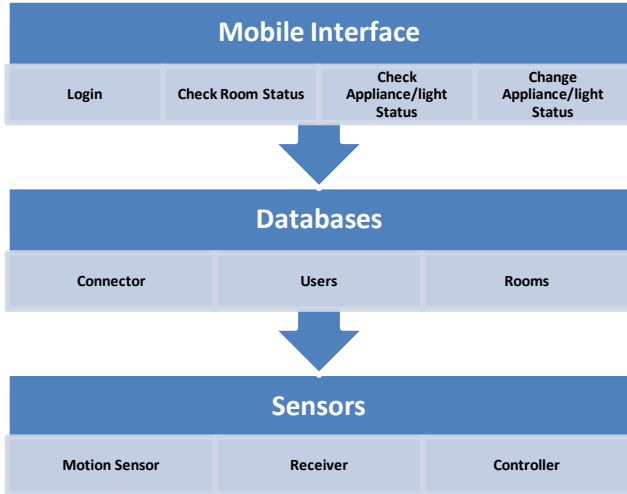 Mobile Interface
Login
Check Room Status
Check
Appliance/light
Status
Change
Appliance/light
Status
Databases
Connector
Users
Rooms
Sensors
Motion Sensor
Receiver
Controller